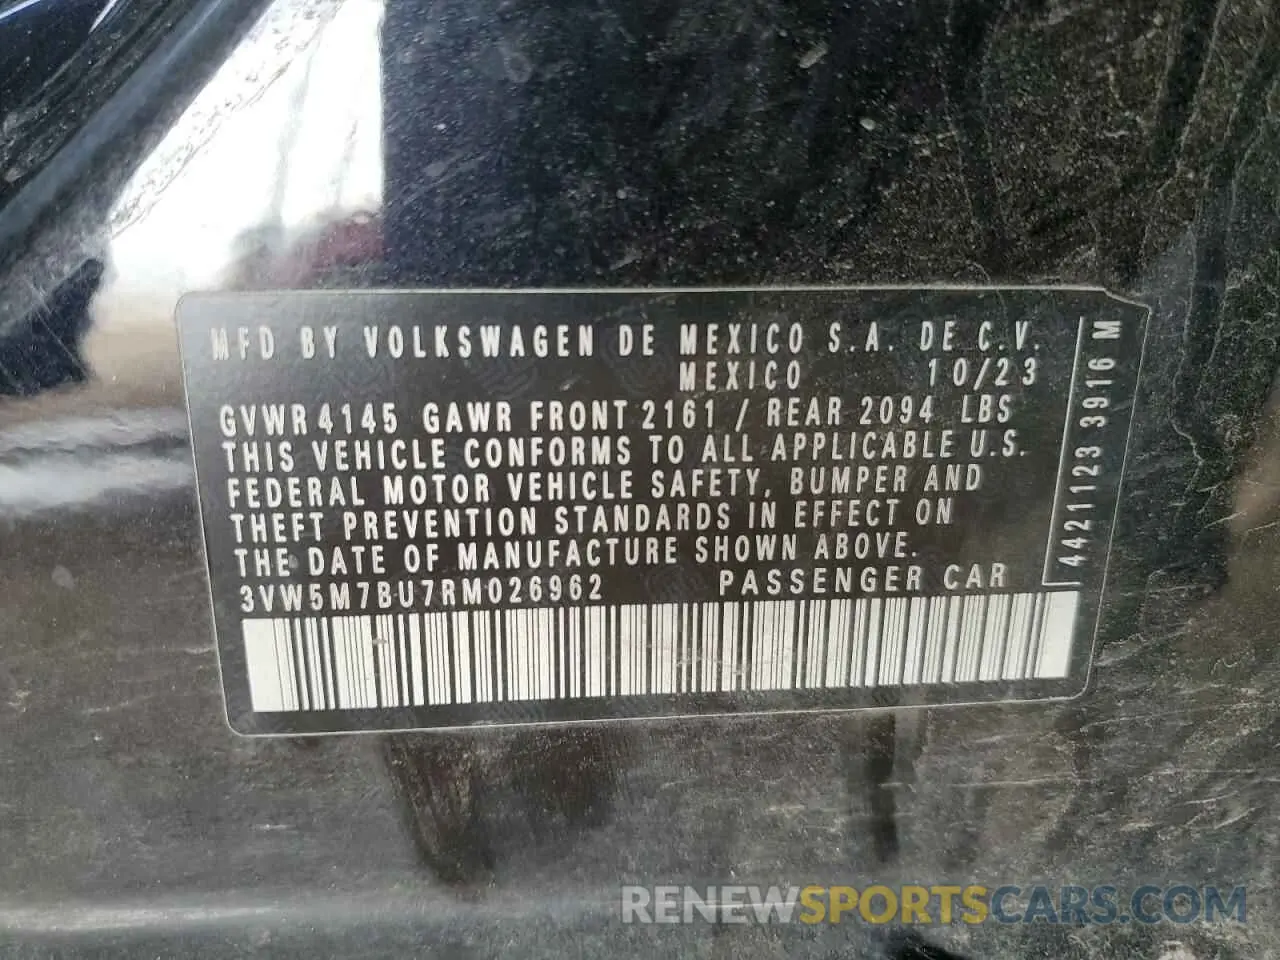 MFD BY VOLKSWAGEN DE MEXICO S.A. DE C.V.
MEXICO 10/23
GVWR 4145 GAWR FRONT 2161 / REAR 2094 LBS
THIS VEHICLE CONFORMS TO ALL APPLICABLE U.S.
FEDERAL MOTOR VEHICLE SAFETY, BUMPER AND
THEFT PREVENTION STANDARDS IN EFFECT ON
THE DATE OF MANUFACTURE SHOWN ABOVE.
3VW5M7BU7RM026962 PASSENGER CAR
4421123 3916 M
RENEWSPORTSCARS.COM